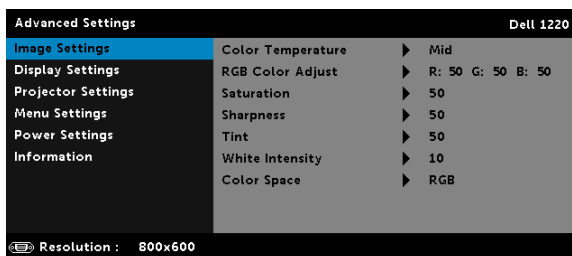 Advanced Settings Dell 1220
Image Settings Color Temperature Mid
Display Settings RGB Color Adjust R: 50 G: 50 B: 50
Projector Settings Saturation 50
Menu Settings Sharpness 50
Power Settings Tint 50
Information White Intensity 10
Color Space RGB
Resolution : 800x600